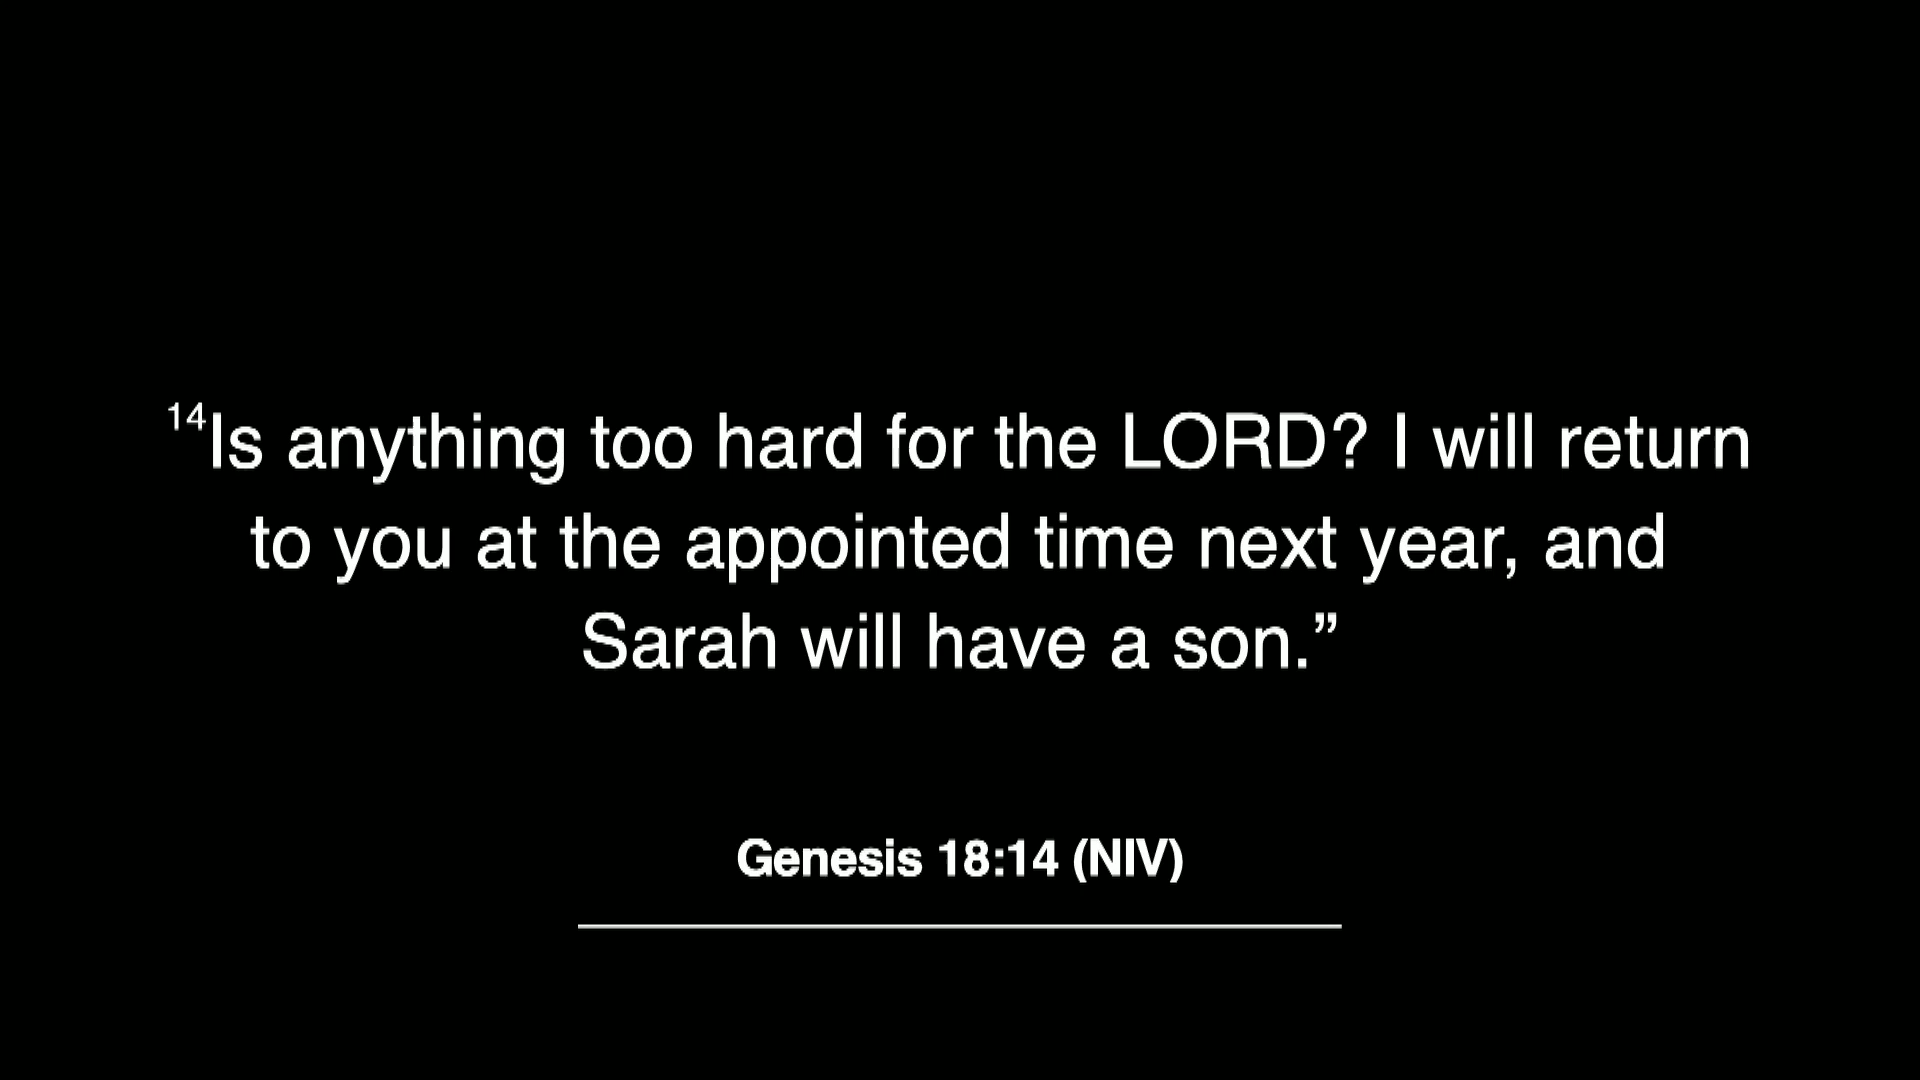 14Is anything too hard for the LORD? I will return
to you at the appointed time next year, and
Sarah will have a son.”
Genesis 18:14 (NIV)